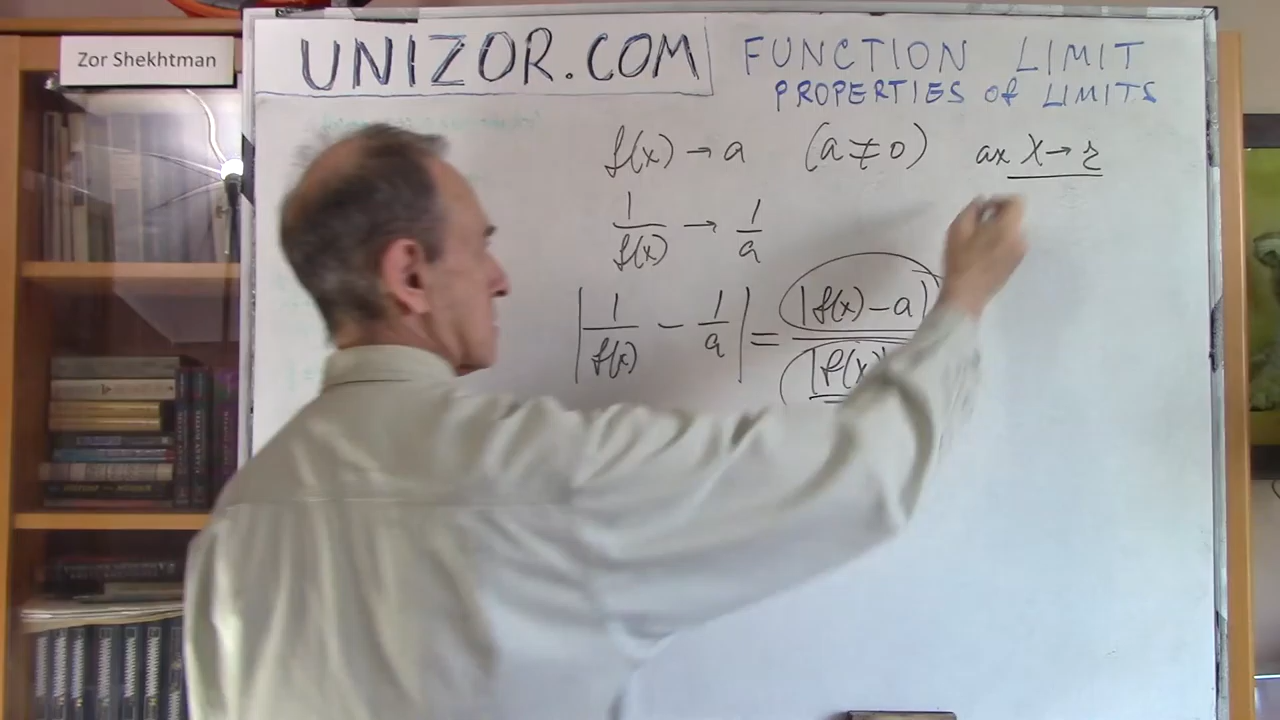 Zor Shekhtman
UNIZOR.COM
FUNCTION LIMIT
PROPERTIES of LIMITS
f(x) → a (a ≠ 0) as x → r
1/f(x) → 1/a
|1/f(x) − 1/a| = |f(x) − a| / |f(x)